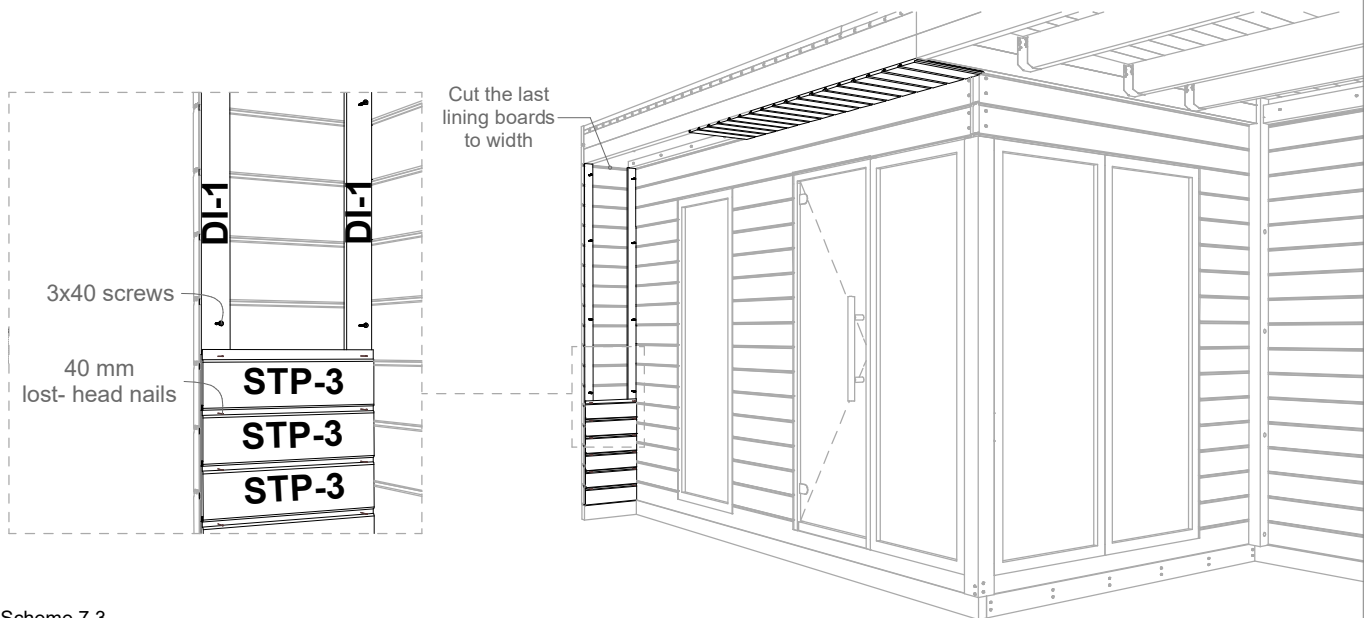 Cut the last
lining boards
to width
DI-1
DI-1
3x40 screws
40 mm
lost- head nails
STP-3
STP-3
STP-3
Scheme 7.3